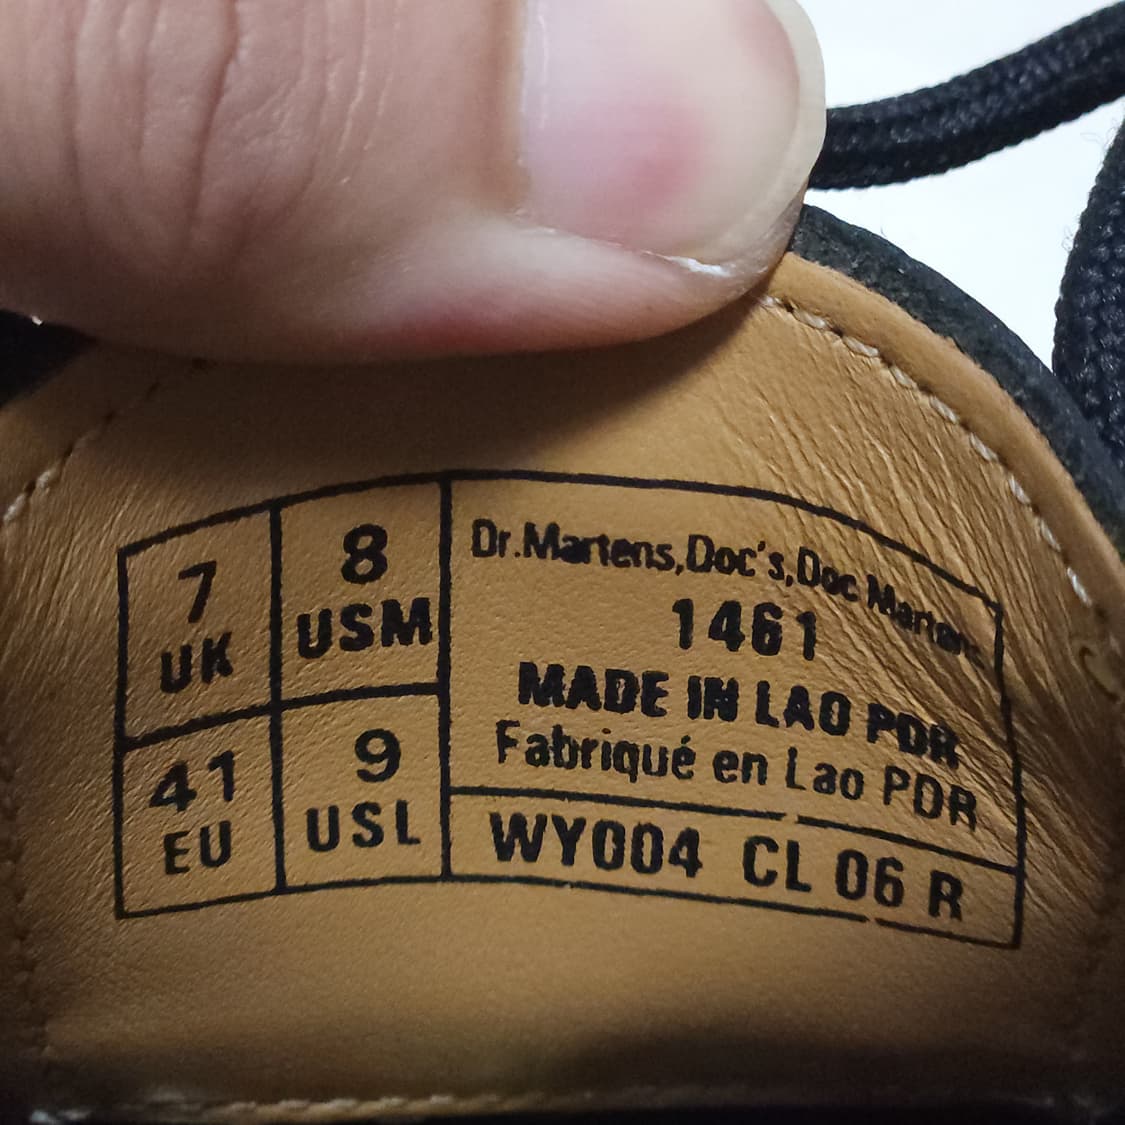 7
UK
8
USM
41
EU
9
USL
Dr.Martens,Doc's,Doc Martens
1461
MADE IN LAO PDR
Fabriqué en Lao PDR
WY004 CL 06 R